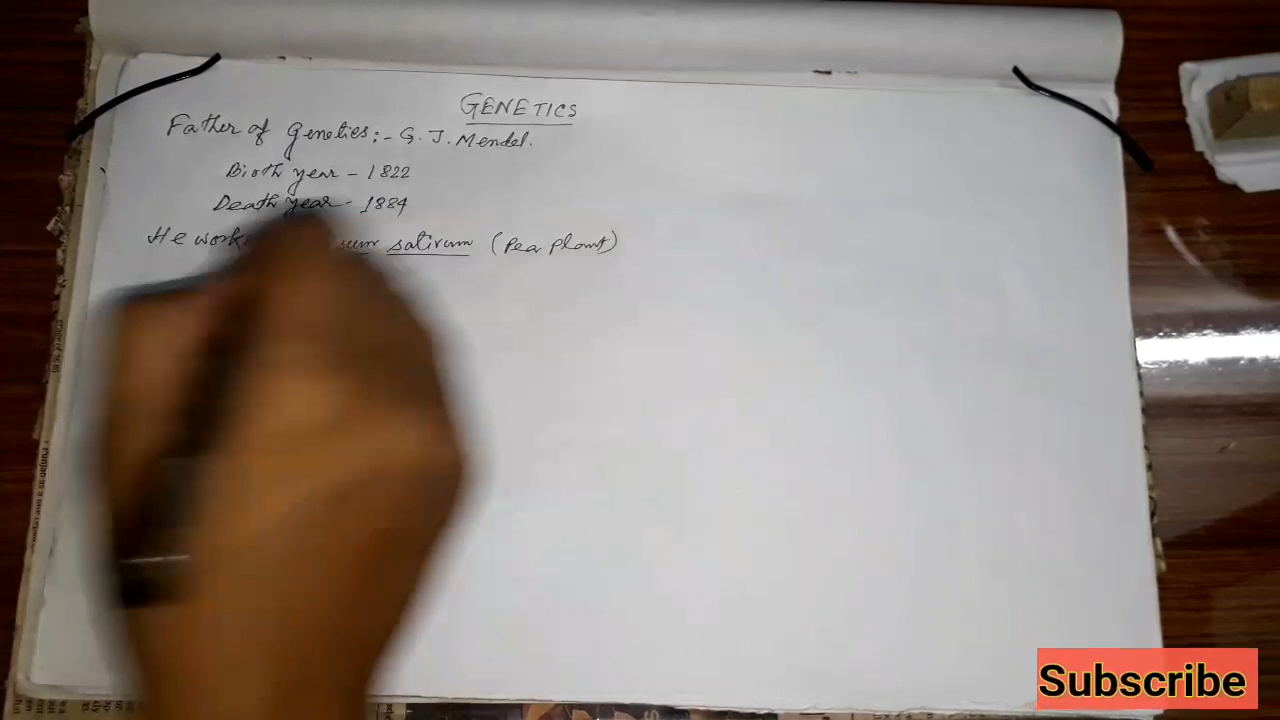 GENETICS
Father of Genetics:- G. J. Mendel.
Birth year - 1822
Death year - 1884
He work sum sativum (Pea plant)
Subscribe